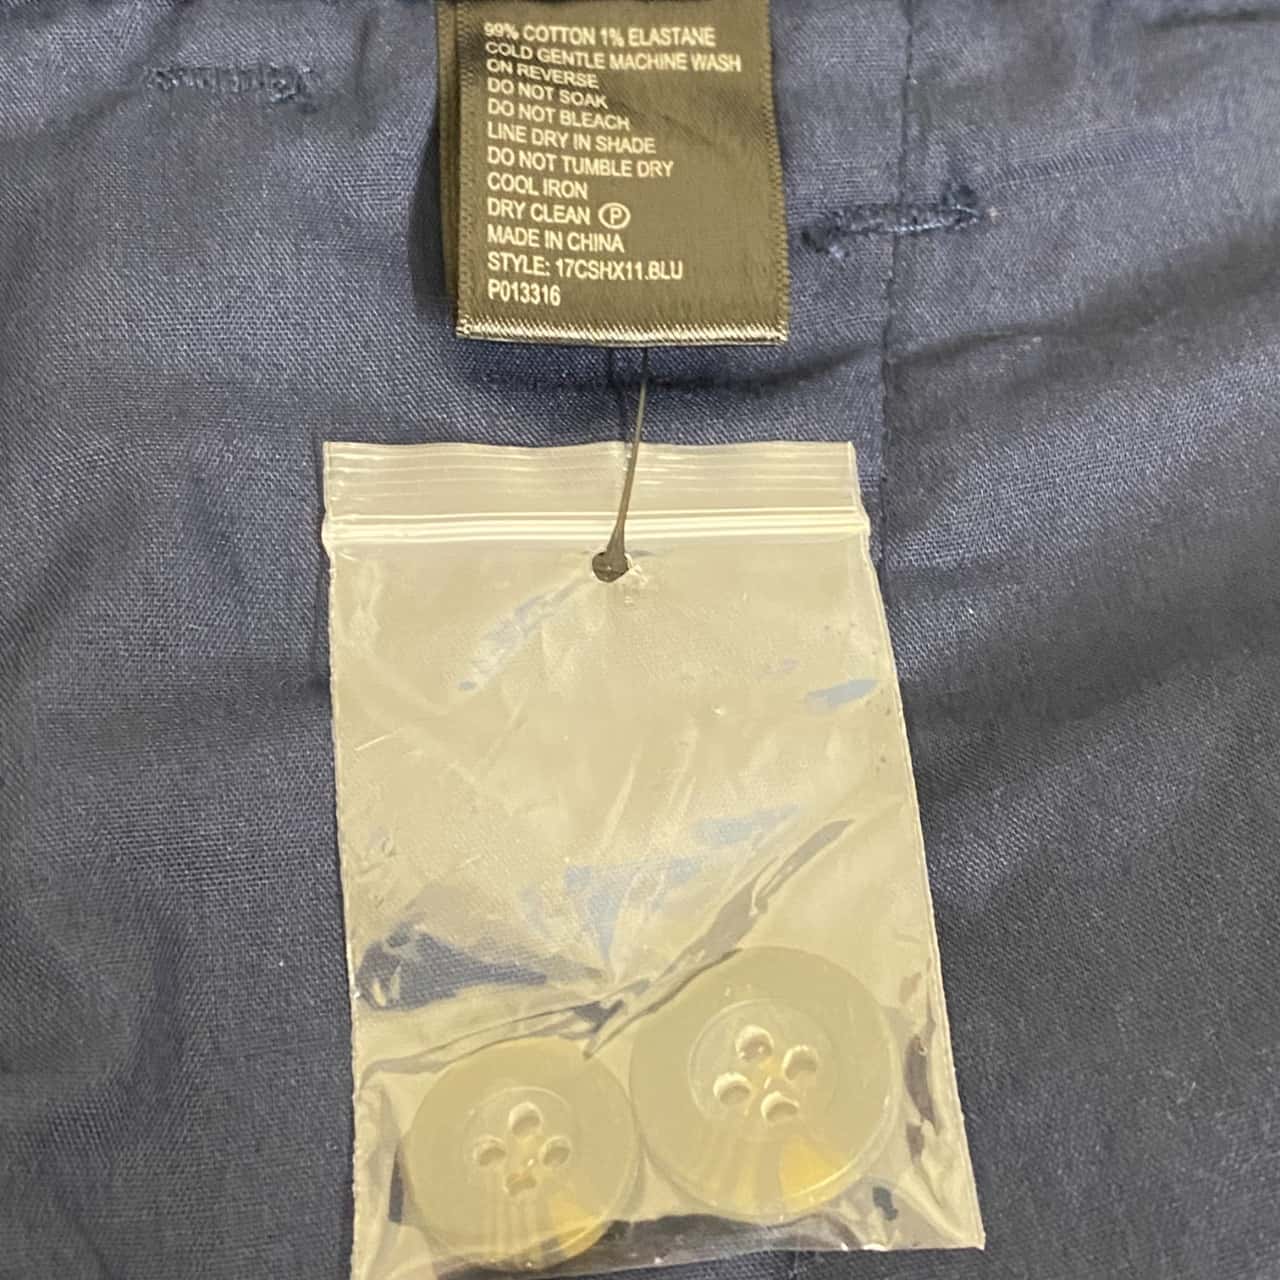 99% COTTON 1% ELASTANE
COLD GENTLE MACHINE WASH
ON REVERSE
DO NOT SOAK
DO NOT BLEACH
LINE DRY IN SHADE
DO NOT TUMBLE DRY
COOL IRON
DRY CLEAN Ⓟ
MADE IN CHINA
STYLE: 17CSHX11.BLU
P013316